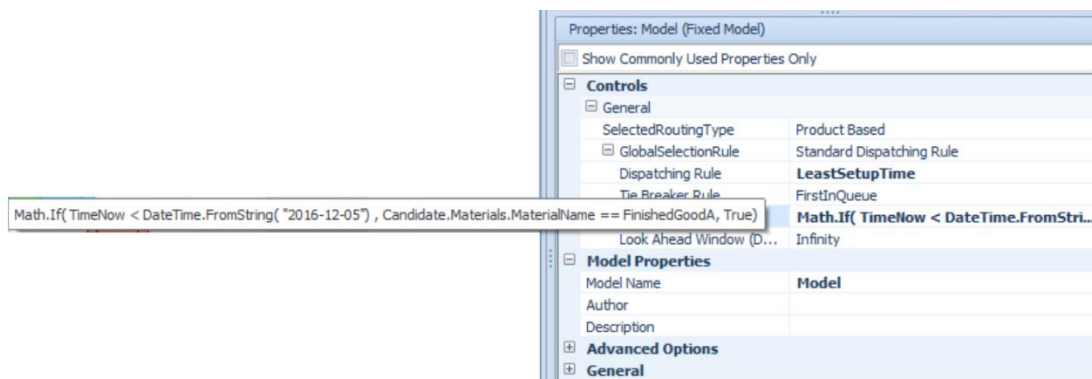 Properties: Model (Fixed Model)
Show Commonly Used Properties Only
Controls
General
SelectedRoutingType Product Based
GlobalSelectionRule Standard Dispatching Rule
Dispatching Rule LeastSetupTime
Tie Breaker Rule FirstInQueue
Math.If( TimeNow < DateTime.FromString( "2016-12-05") , Candidate.Materials.MaterialName == FinishedGoodA, True)
Math.If( TimeNow < DateTime.FromStri...
Look Ahead Window (D... Infinity
Model Properties
Model Name Model
Author
Description
Advanced Options
General